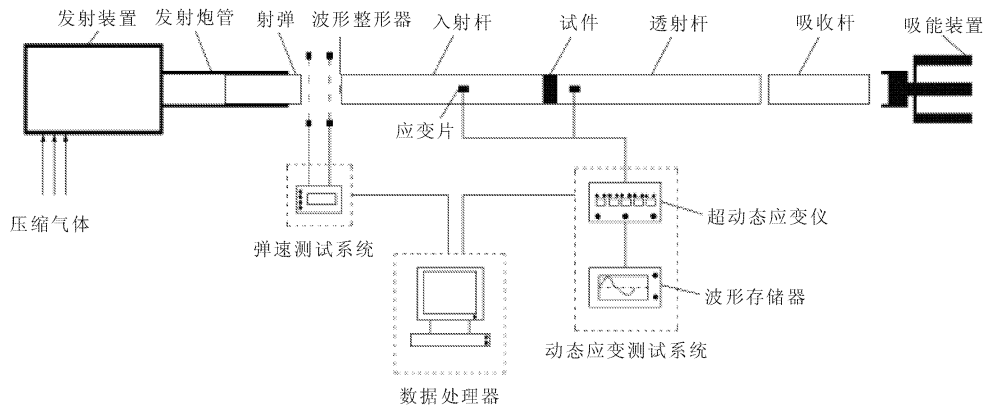 发射装置
发射炮管
射弹
波形整形器
入射杆
试件
透射杆
吸收杆
吸能装置
应变片
压缩气体
弹速测试系统
超动态应变仪
波形存储器
动态应变测试系统
数据处理器